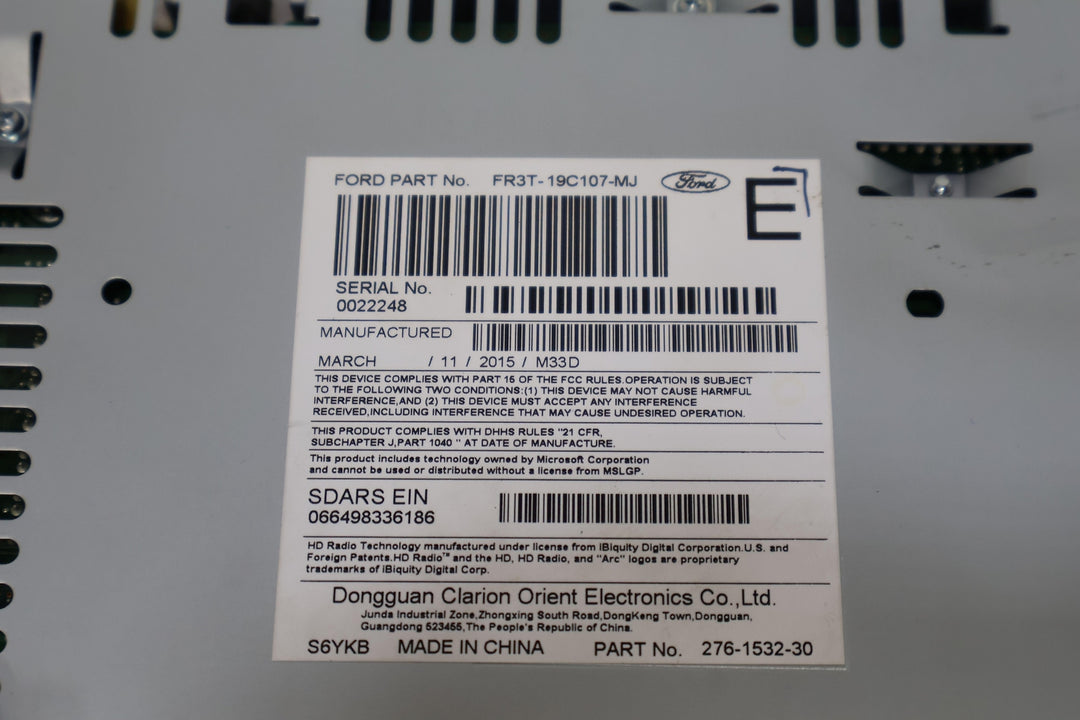 FORD PART No. FR3T-19C107-MJ Ford
E
SERIAL No.
0022248
MANUFACTURED
MARCH / 11 / 2015 / M33D
THIS DEVICE COMPLIES WITH PART 15 OF THE FCC RULES.OPERATION IS SUBJECT
TO THE FOLLOWING TWO CONDITIONS:(1) THIS DEVICE MAY NOT CAUSE HARMFUL
INTERFERENCE,AND (2) THIS DEVICE MUST ACCEPT ANY INTERFERENCE
RECEIVED,INCLUDING INTERFERENCE THAT MAY CAUSE UNDESIRED OPERATION.
THIS PRODUCT COMPLIES WITH DHHS RULES "21 CFR,
SUBCHAPTER J,PART 1040 " AT DATE OF MANUFACTURE.
This product includes technology owned by Microsoft Corporation
and cannot be used or distributed without a license from MSLGP.
SDARS EIN
066498336186
HD Radio Technology manufactured under license from iBiquity Digital Corporation.U.S. and
Foreign Patents.HD Radio™ and the HD, HD Radio, and "Arc" logos are proprietary
trademarks of iBiquity Digital Corp.
Dongguan Clarion Orient Electronics Co.,Ltd.
Junda Industrial Zone,Zhongxing South Road,DongKeng Town,Dongguan,
Guangdong 523455,The People's Republic of China.
S6YKB MADE IN CHINA PART No. 276-1532-30